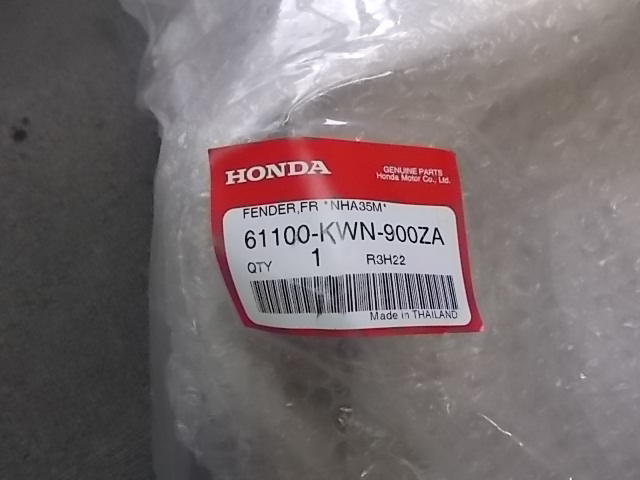 HONDA
GENUINE PARTS
Honda Motor Co., Ltd.
FENDER,FR *NHA35M*
61100-KWN-900ZA
QTY 1 R3H22
Made in THAILAND